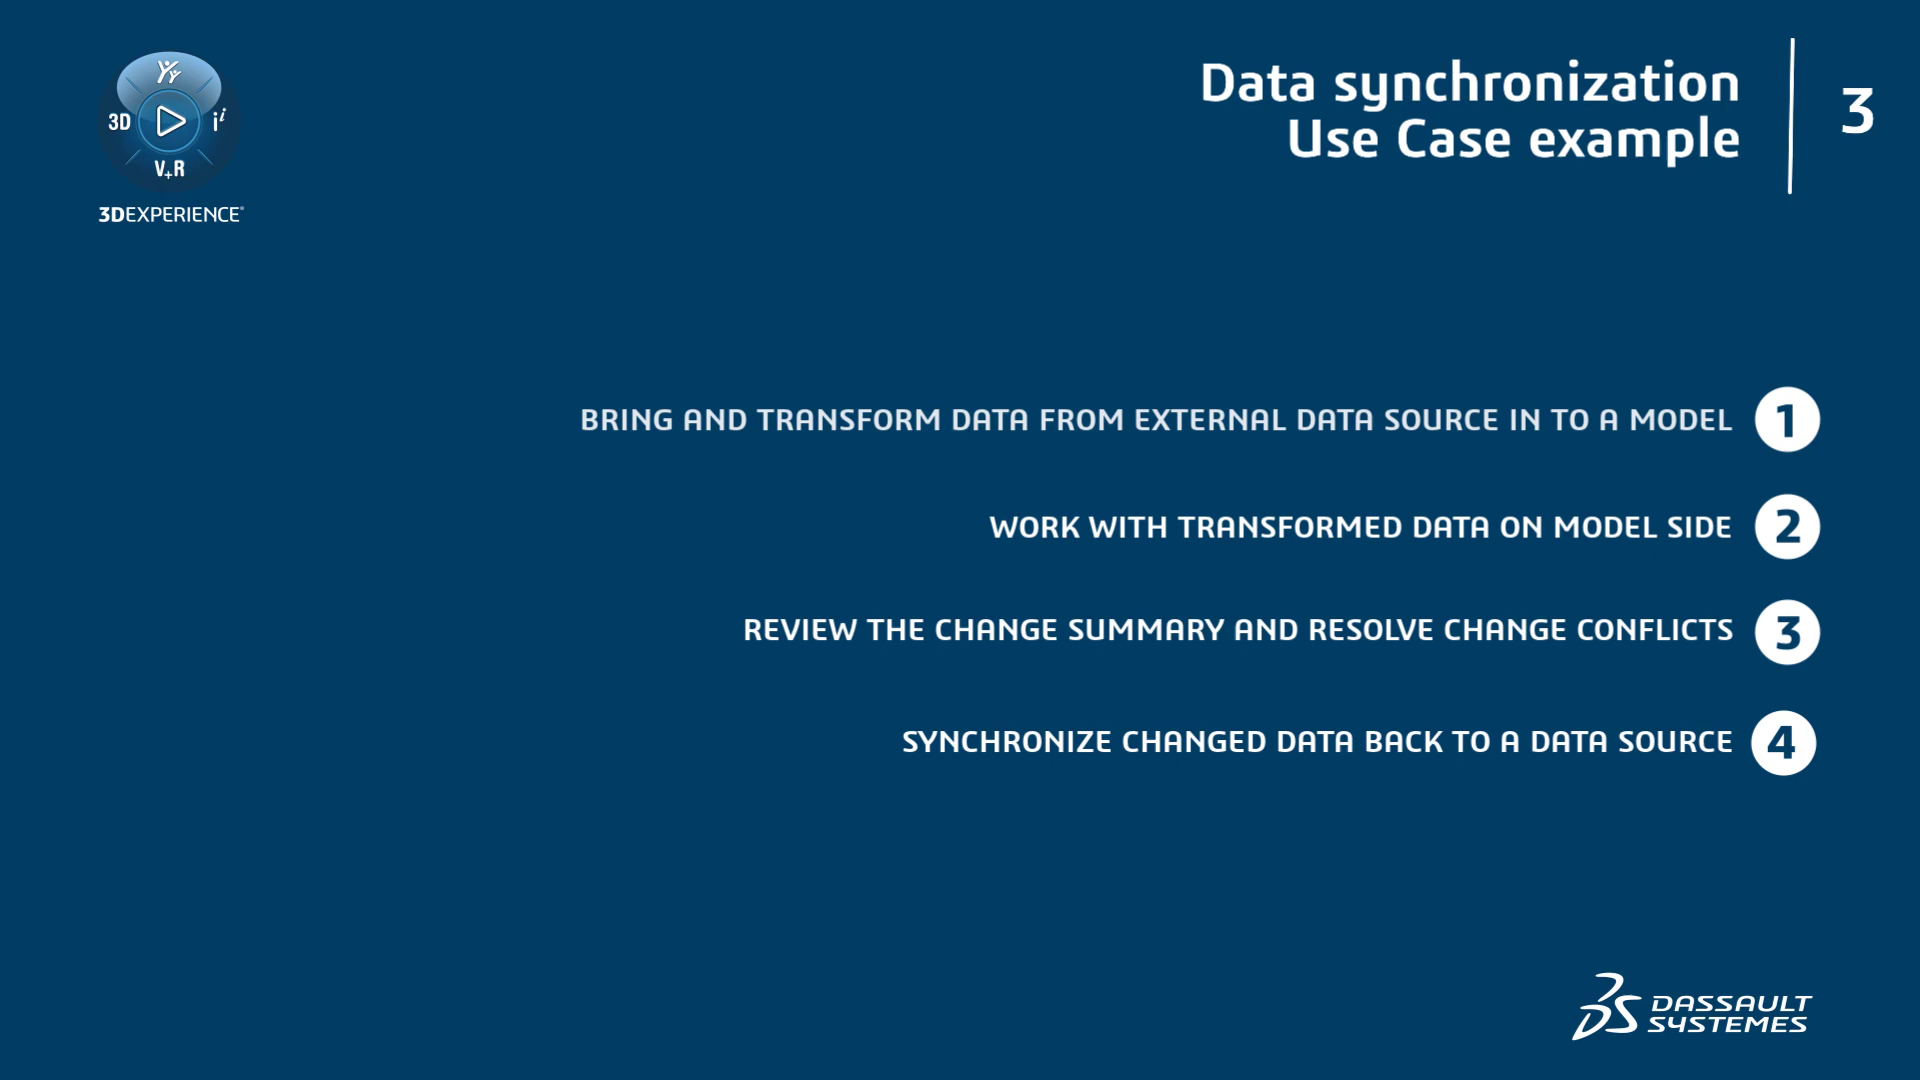 3D
i i
V+R
3DEXPERIENCE®
Data synchronization
Use Case example
3
BRING AND TRANSFORM DATA FROM EXTERNAL DATA SOURCE IN TO A MODEL 1
WORK WITH TRANSFORMED DATA ON MODEL SIDE 2
REVIEW THE CHANGE SUMMARY AND RESOLVE CHANGE CONFLICTS 3
SYNCHRONIZE CHANGED DATA BACK TO A DATA SOURCE 4
DASSAULT
SYSTEMES